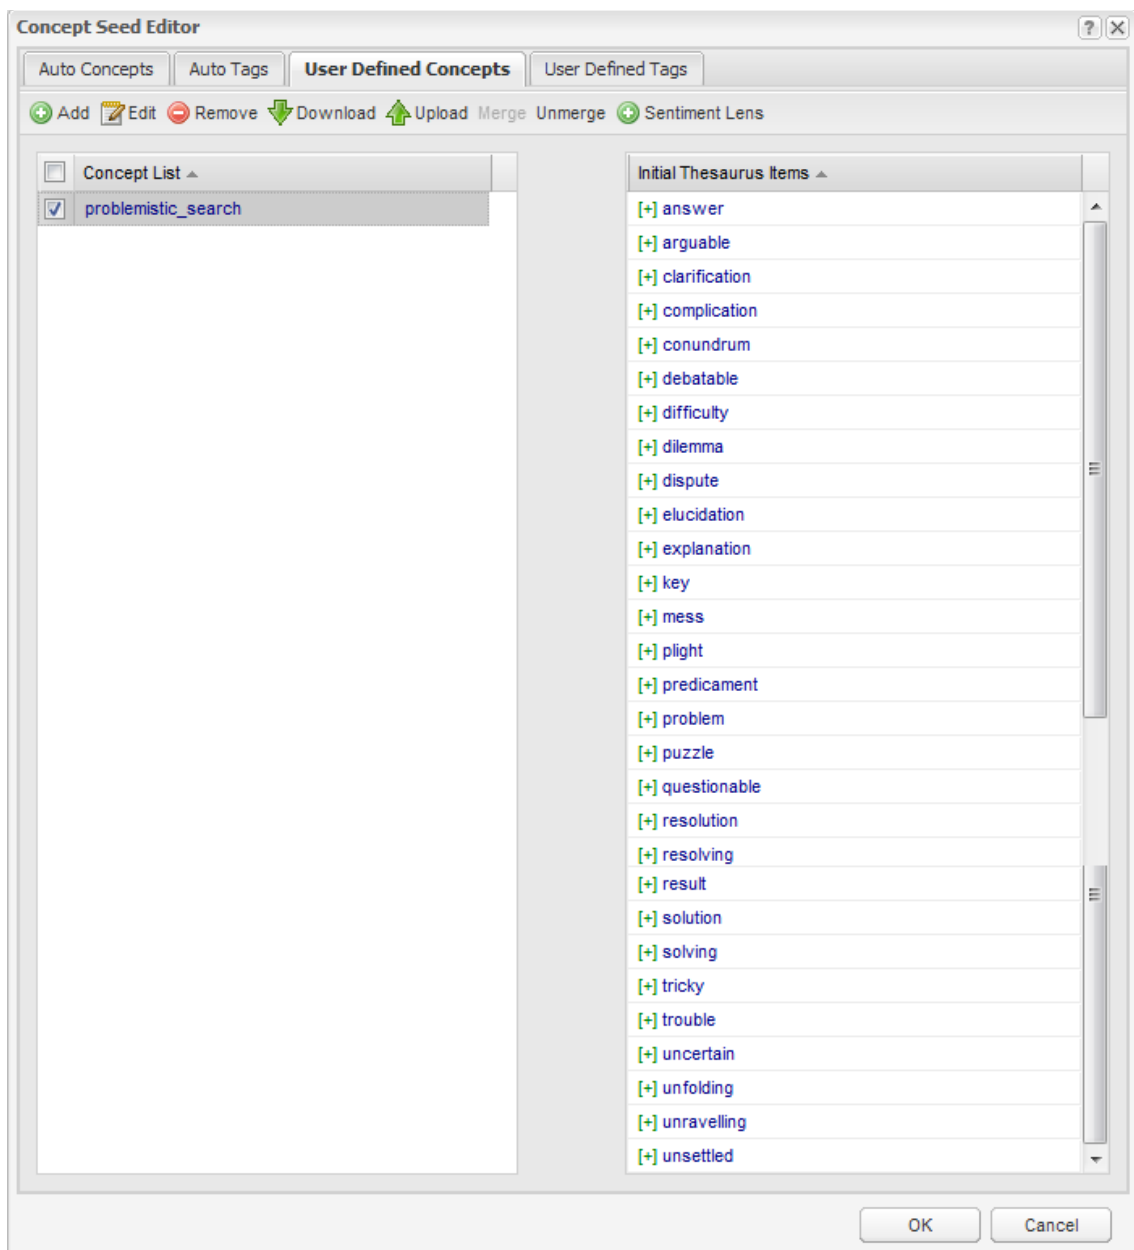 Concept Seed Editor
Auto Concepts Auto Tags User Defined Concepts User Defined Tags
Add Edit Remove Download Upload Merge Unmerge Sentiment Lens
Concept List
problemistic_search
Initial Thesaurus Items
[+] answer
[+] arguable
[+] clarification
[+] complication
[+] conundrum
[+] debatable
[+] difficulty
[+] dilemma
[+] dispute
[+] elucidation
[+] explanation
[+] key
[+] mess
[+] plight
[+] predicament
[+] problem
[+] puzzle
[+] questionable
[+] resolution
[+] resolving
[+] result
[+] solution
[+] solving
[+] tricky
[+] trouble
[+] uncertain
[+] unfolding
[+] unravelling
[+] unsettled
OK Cancel